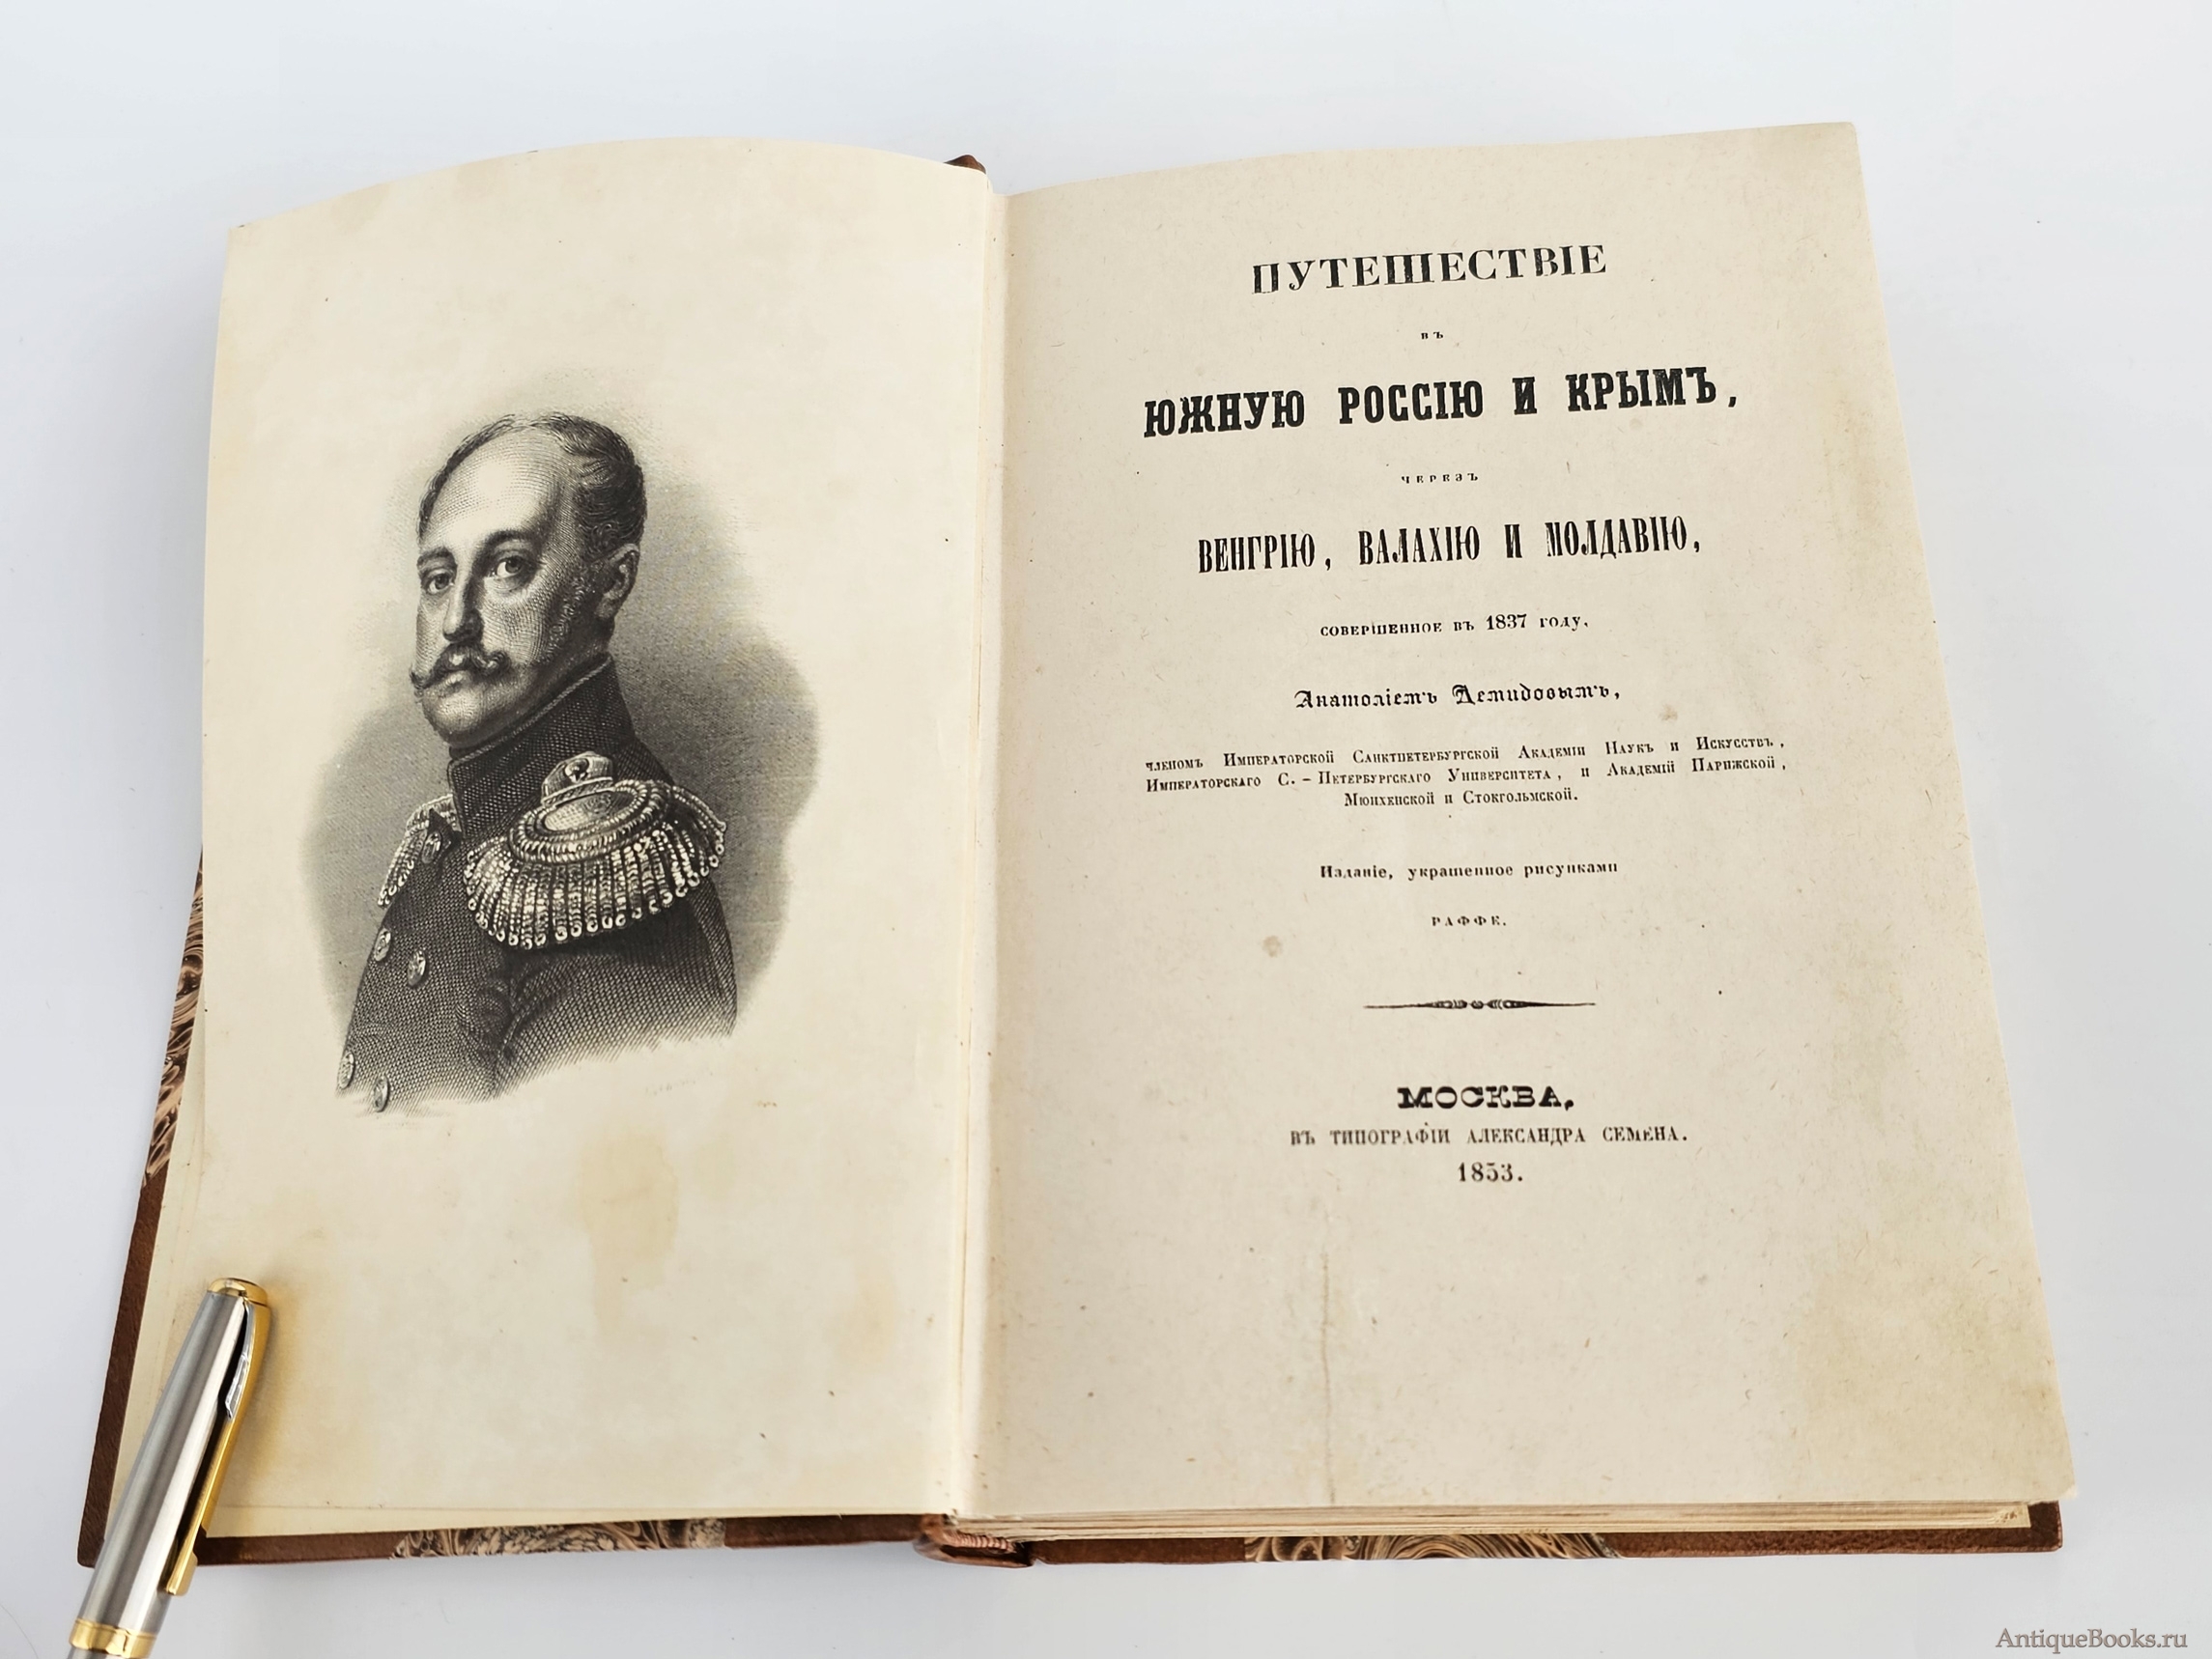 ПУТЕШЕСТВІЕ
въ
ЮЖНУЮ РОССІЮ И КРЫМЪ,
ЧЕРЕЗЪ
ВЕНГРІЮ, ВАЛАХІЮ И МОЛДАВІЮ,
СОВЕРШЕННОЕ ВЪ 1837 ГОДУ,
Анатоліемъ Демидовымъ,
членомъ Императорской Санктпетербургской Академіи Наукъ и Искусствъ,
Императорскаго С.-Петербургскаго Университета, и Академій Парижской,
Мюнхенской и Стокгольмской.
Изданіе, украшенное рисунками
РАФФЕ.
МОСКВА,
ВЪ ТИПОГРАФІИ АЛЕКСАНДРА СЕМЕНА.
1853.
AntiqueBooks.ru